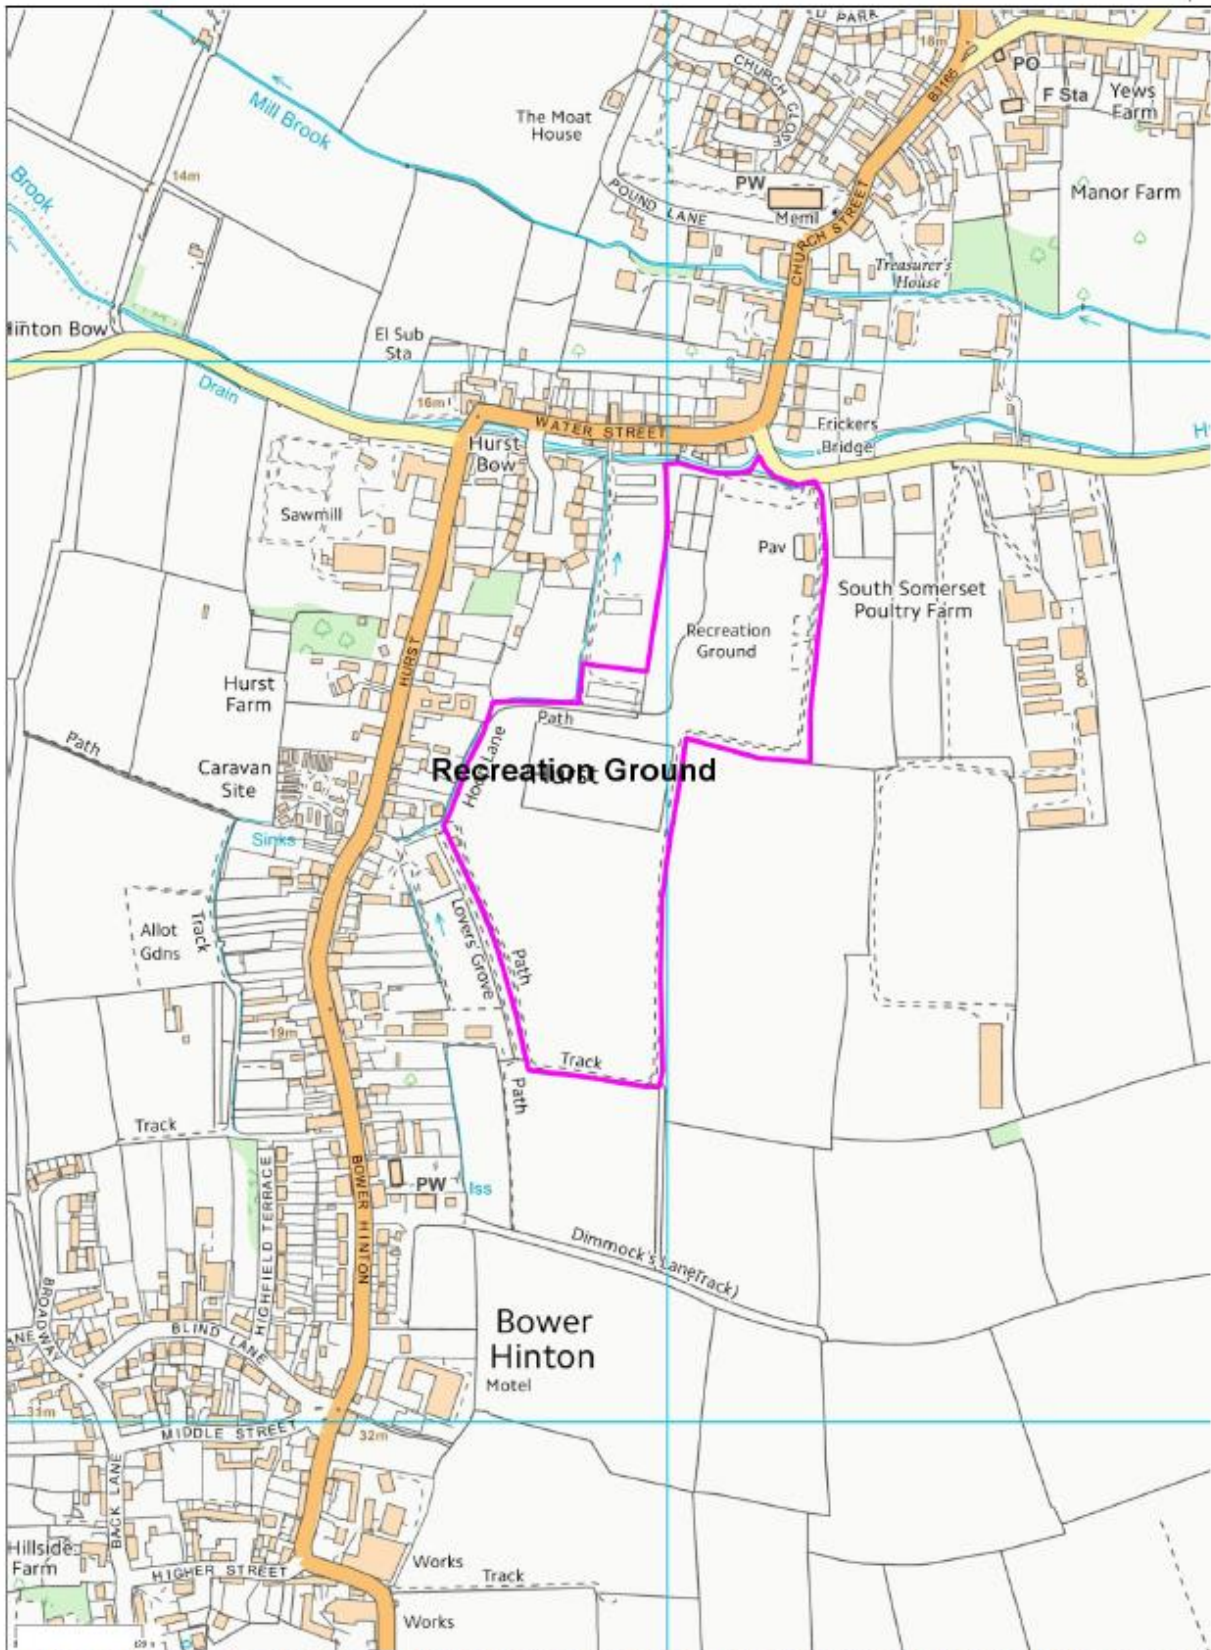 18m
CHURCH CLOSE
PO
B3165
F Sta
Yews
Farm
Mill Brook
The Moat
House
Brook
14m
PW
POUND LANE
Meml
Manor Farm
CHURCH STREET
Treasurer's
House
Hinton Bow
El Sub
Sta
Drain
16m
WATER STREET
Frickers
Bridge
Hurst
Bow
Sawmill
Pav
South Somerset
Poultry Farm
Recreation
Ground
HURST
Hurst
Farm
Path
Path
Caravan
Site
Recreation Ground
Hurst
Sinks
Track
Allot
Gdns
Lovers' Grove
Path
19m
Track
Path
Track
BOWER HINTON
HIGHFIELD TERRACE
PW
Iss
Dimmock's Lane
Track)
BROADWAY
BLIND LANE
Bower
Hinton
Motel
31m
MIDDLE STREET
32m
BACK LANE
Hillside
Farm
HIGHER STREET
Works
Track
Works